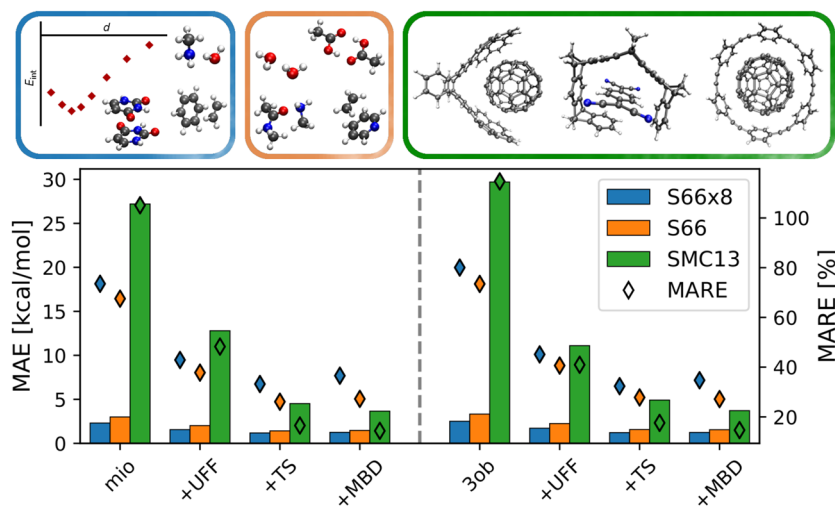 d
E_int
MAE [kcal/mol]
30
25
20
15
10
5
0
S66x8
S66
SMC13
MARE
100
80
60
40
20
MARE [%]
mio
+UFF
+TS
+MBD
3ob
+UFF
+TS
+MBD